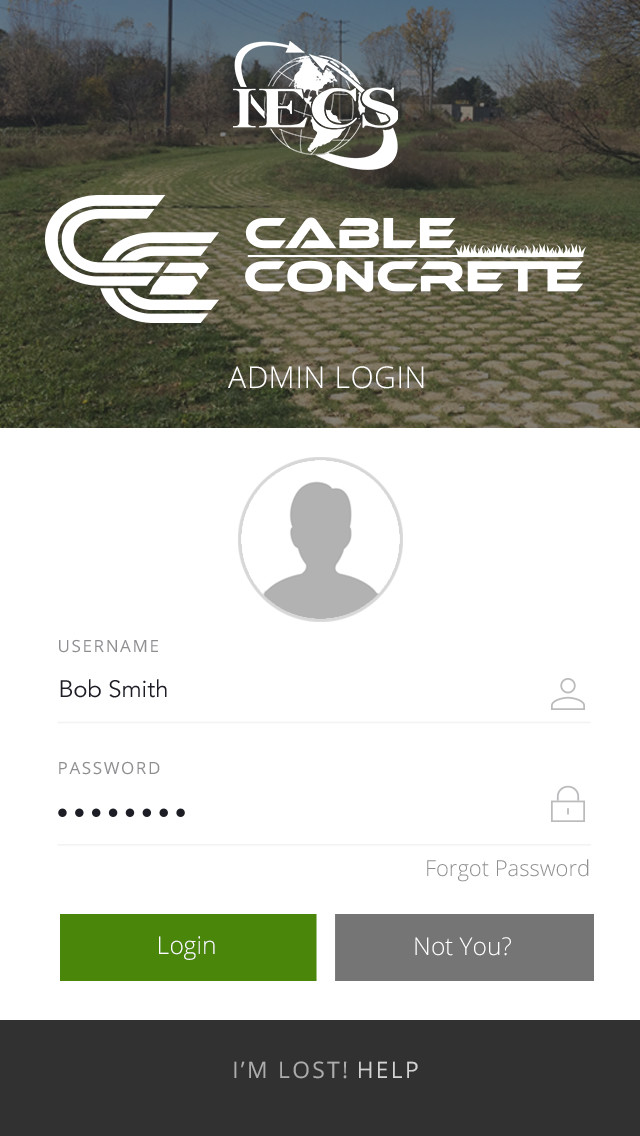 IECS
CABLE
CONCRETE
ADMIN LOGIN
USERNAME
Bob Smith
PASSWORD
••••••••
Forgot Password
Login
Not You?
I'M LOST! HELP